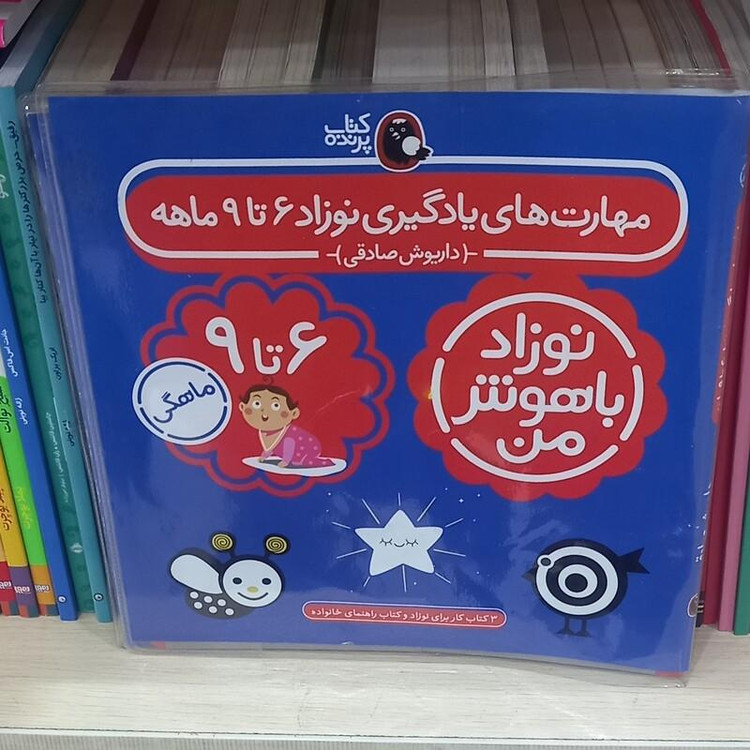 کتاب
پرنده
مهارت‌های یادگیری نوزاد ۶ تا ۹ ماهه
(داریوش صادقی)
۶ تا ۹
ماهگی
نوزاد
باهوش
من
۳ کتاب کار برای نوزاد و کتاب راهنمای خانواده